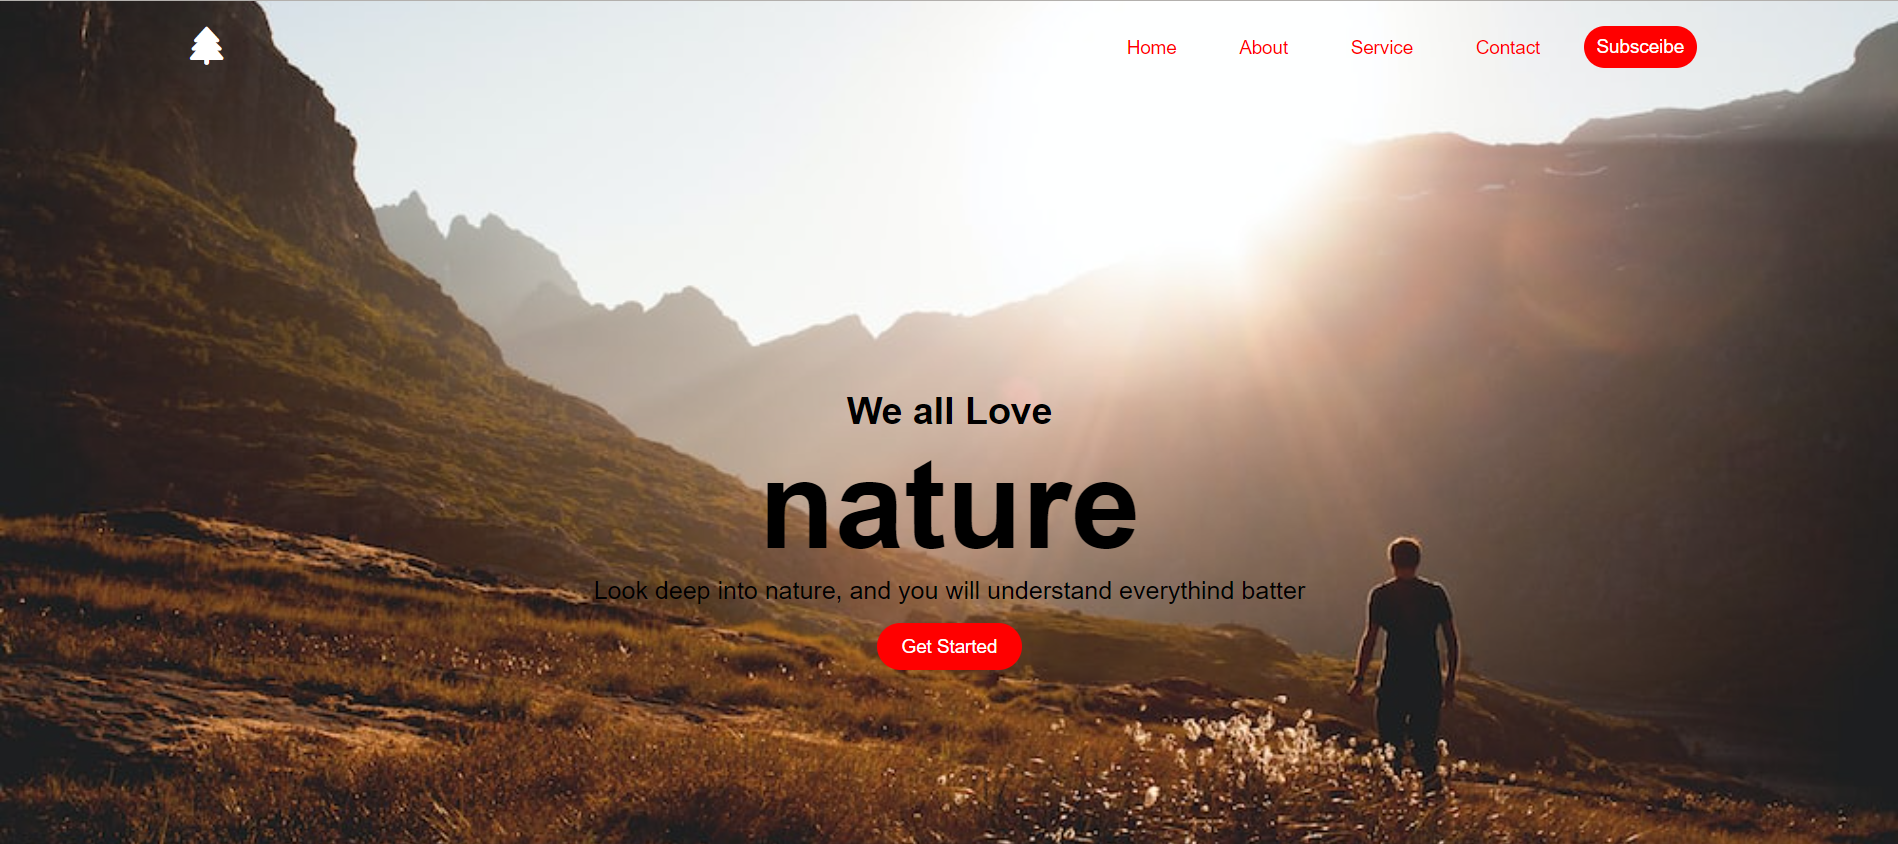 Home About Service Contact Subsceibe
We all Love
nature
Look deep into nature, and you will understand everythind batter
Get Started